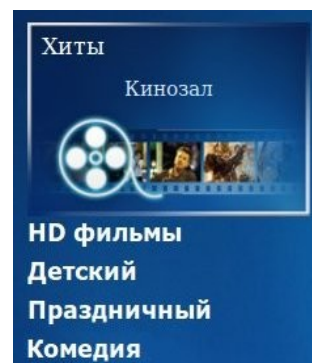 Хиты
Кинозал
HD фильмы
Детский
Праздничный
Комедия